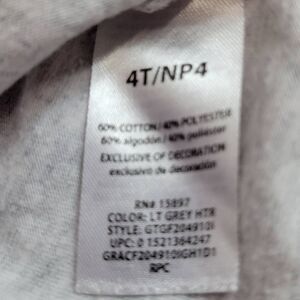 4T/NP4
60% COTTON/40% POLYESTER
60% algodón/40% poliéster
EXCLUSIVE OF DECORATION
exclusivo de decoración
RN# 15897
COLOR: LT GREY HTR
STYLE: GTGF204910I
UPC: 0 1521364247
GRACF204910IGH1D1
RPC